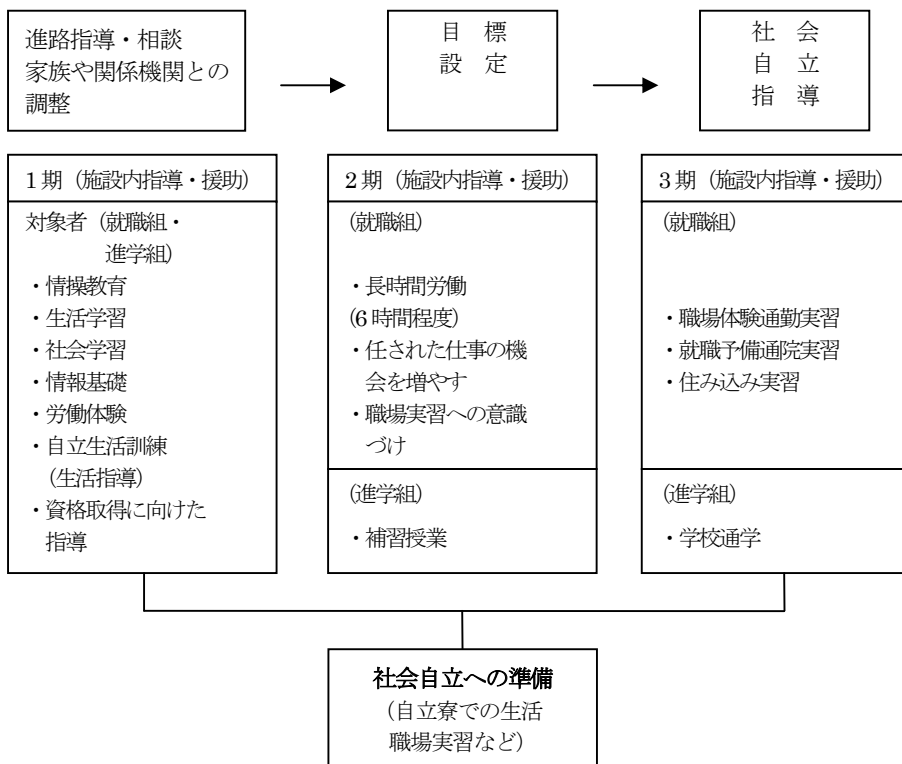 進路指導・相談
家族や関係機関との
調整
目　標
設　定
社　会
自　立
指　導
1期（施設内指導・援助）
対象者（就職組・
進学組）
・情操教育
・生活学習
・社会学習
・情報基礎
・労働体験
・自立生活訓練
（生活指導）
・資格取得に向けた
指導
2期（施設内指導・援助）
（就職組）
・長時間労働
（6時間程度）
・任された仕事の機
会を増やす
・職場実習への意識
づけ
（進学組）
・補習授業
3期（施設内指導・援助）
（就職組）
・職場体験通勤実習
・就職予備通院実習
・住み込み実習
（進学組）
・学校通学
社会自立への準備
（自立寮での生活
職場実習など）